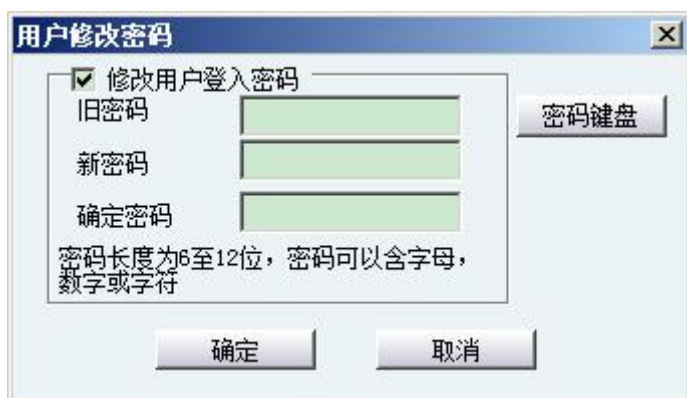 用户修改密码
修改用户登入密码
旧密码
密码键盘
新密码
确定密码
密码长度为6至12位，密码可以含字母，
数字或字符
确定
取消